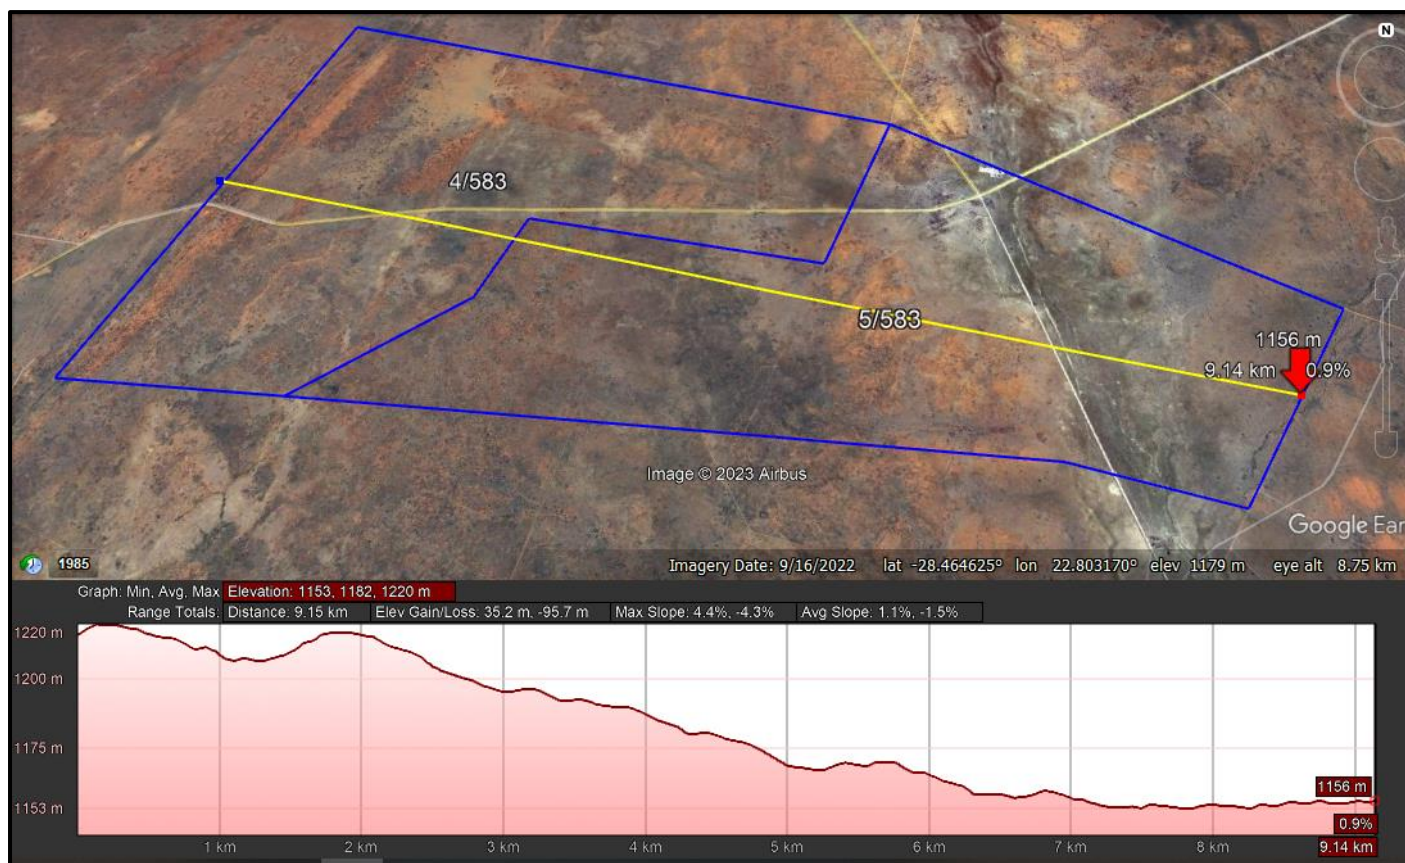 N
4/583
5/583
1156 m
9.14 km 0.9%
Image © 2023 Airbus
Google Ear
1985
Imagery Date: 9/16/2022 lat -28.464625° lon 22.803170° elev 1179 m eye alt 8.75 km
Graph: Min, Avg, Max Elevation: 1153, 1182, 1220 m
Range Totals: Distance: 9.15 km Elev Gain/Loss: 35.2 m, -95.7 m Max Slope: 4.4%, -4.3% Avg Slope: 1.1%, -1.5%
1220 m
1200 m
1175 m
1153 m
1156 m
0.9%
1 km 2 km 3 km 4 km 5 km 6 km 7 km 8 km 9.14 km